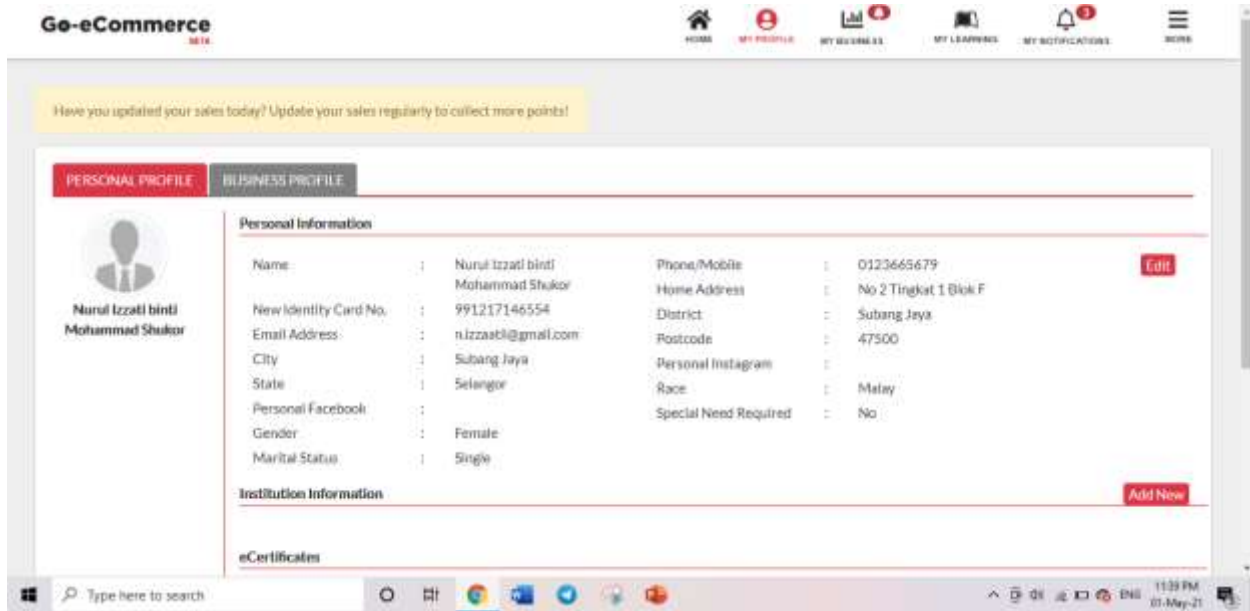 Go-eCommerce
BETA
HOME
MY PROFILE
MY BUSINESS
MY LEARNING
3
MY NOTIFICATIONS
MORE
Have you updated your sales today? Update your sales regularly to collect more points!
PERSONAL PROFILE
BUSINESS PROFILE
Nurul Izzati binti
Mohammad Shukor
Personal Information
Name : Nurul Izzati binti
Mohammad Shukor
New Identity Card No. : 991217146554
Email Address : n.izzaatii@gmail.com
City : Subang Jaya
State : Selangor
Personal Facebook :
Gender : Female
Marital Status : Single
Phone/Mobile : 0123665679
Home Address : No 2 Tingkat 1 Blok F
District : Subang Jaya
Postcode : 47500
Personal Instagram :
Race : Malay
Special Need Required : No
Edit
Institution Information
Add New
eCertificates
Type here to search
ENG
11:39 PM
01-May-21